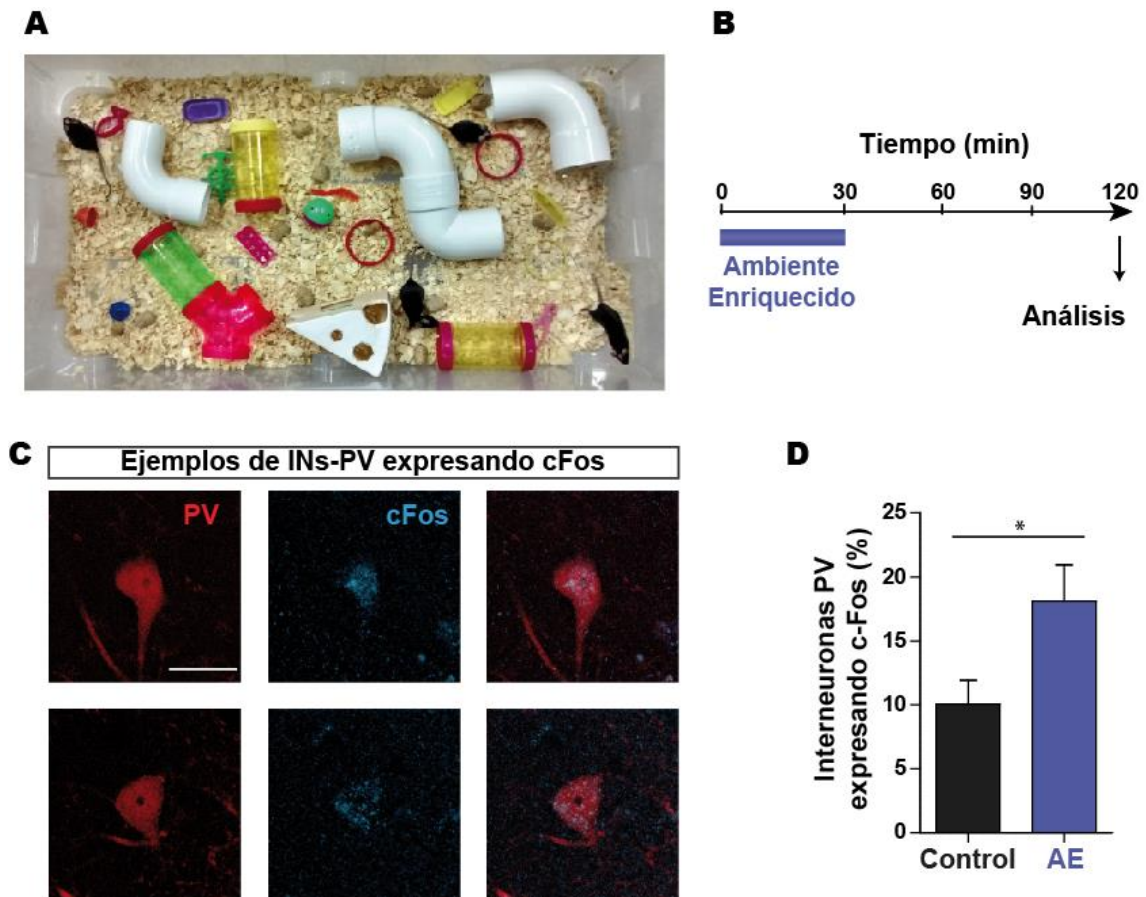 A
B
Tiempo (min)
0 30 60 90 120
Ambiente
Enriquecido
Análisis
C
Ejemplos de INs-PV expresando cFos
PV
cFos
D
Interneuronas PV
expresando c-Fos (%)
25
20
15
10
5
0
*
Control
AE